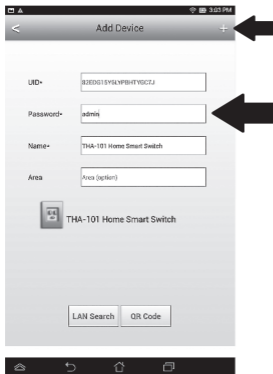 3:03 PM
< Add Device +
UID*
Password* admin
Name* THA-101 Home Smart Switch
Area Area (option)
THA-101 Home Smart Switch
LAN Search QR Code